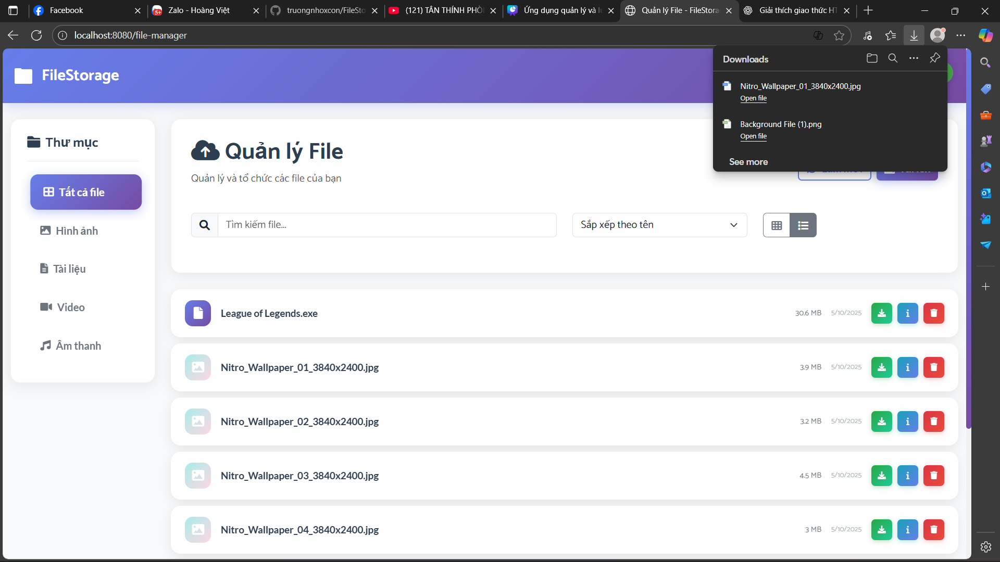 Facebook
Zalo - Hoàng Việt
truongnhoxcon/FileSto
(121) TÂN THÍNH PHÒ
Ứng dụng quản lý và l
Quản lý File - FileStora
Giải thích giao thức HT
localhost:8080/file-manager
Downloads
Nitro_Wallpaper_01_3840x2400.jpg
Open file
Background File (1).png
Open file
See more
FileStorage
Thư mục
Tất cả file
Hình ảnh
Tài liệu
Video
Âm thanh
Quản lý File
Quản lý và tổ chức các file của bạn
Tìm kiếm file...
Sắp xếp theo tên
League of Legends.exe
30.6 MB
5/10/2025
Nitro_Wallpaper_01_3840x2400.jpg
3.9 MB
5/10/2025
Nitro_Wallpaper_02_3840x2400.jpg
3.2 MB
5/10/2025
Nitro_Wallpaper_03_3840x2400.jpg
4.5 MB
5/10/2025
Nitro_Wallpaper_04_3840x2400.jpg
3 MB
5/10/2025